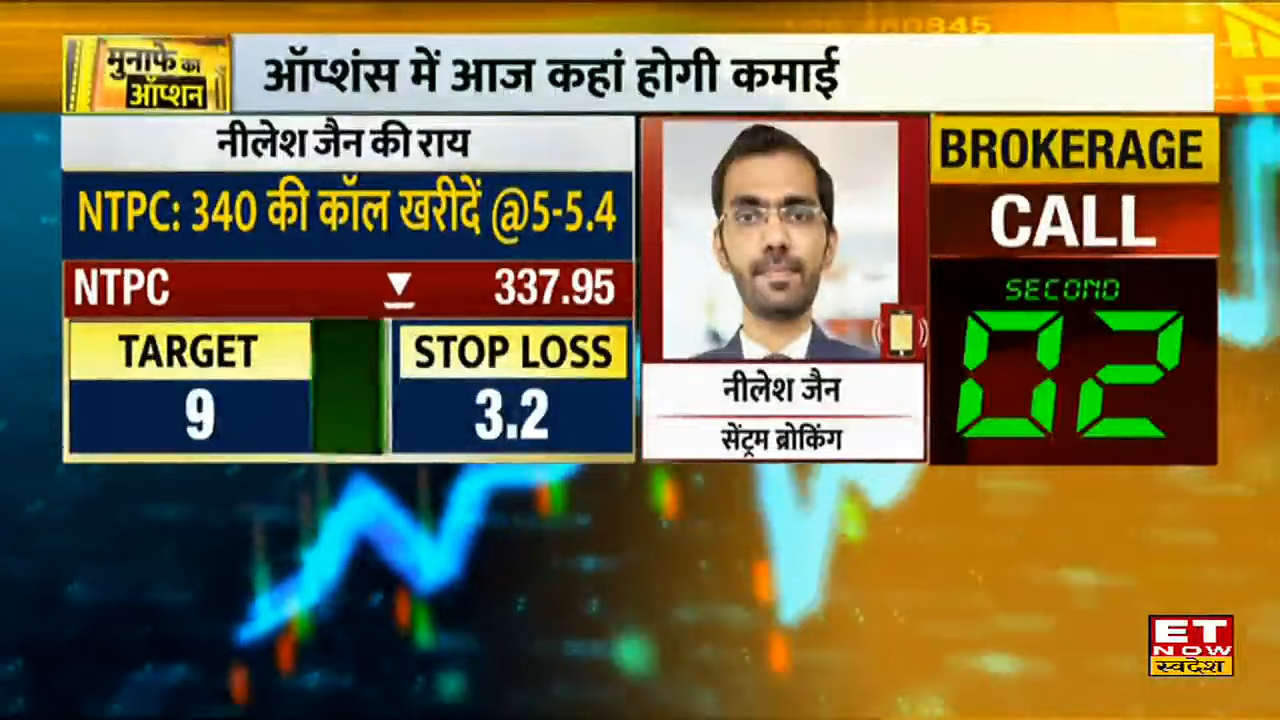 मुनाफे का
ऑप्शन
ऑप्शंस में आज कहां होगी कमाई
नीलेश जैन की राय
NTPC: 340 की कॉल खरीदें @5-5.4
NTPC 337.95
TARGET
9
STOP LOSS
3.2
नीलेश जैन
सेंट्रम ब्रोकिंग
BROKERAGE
CALL
SECOND
02
ET
NOW
स्वदेश